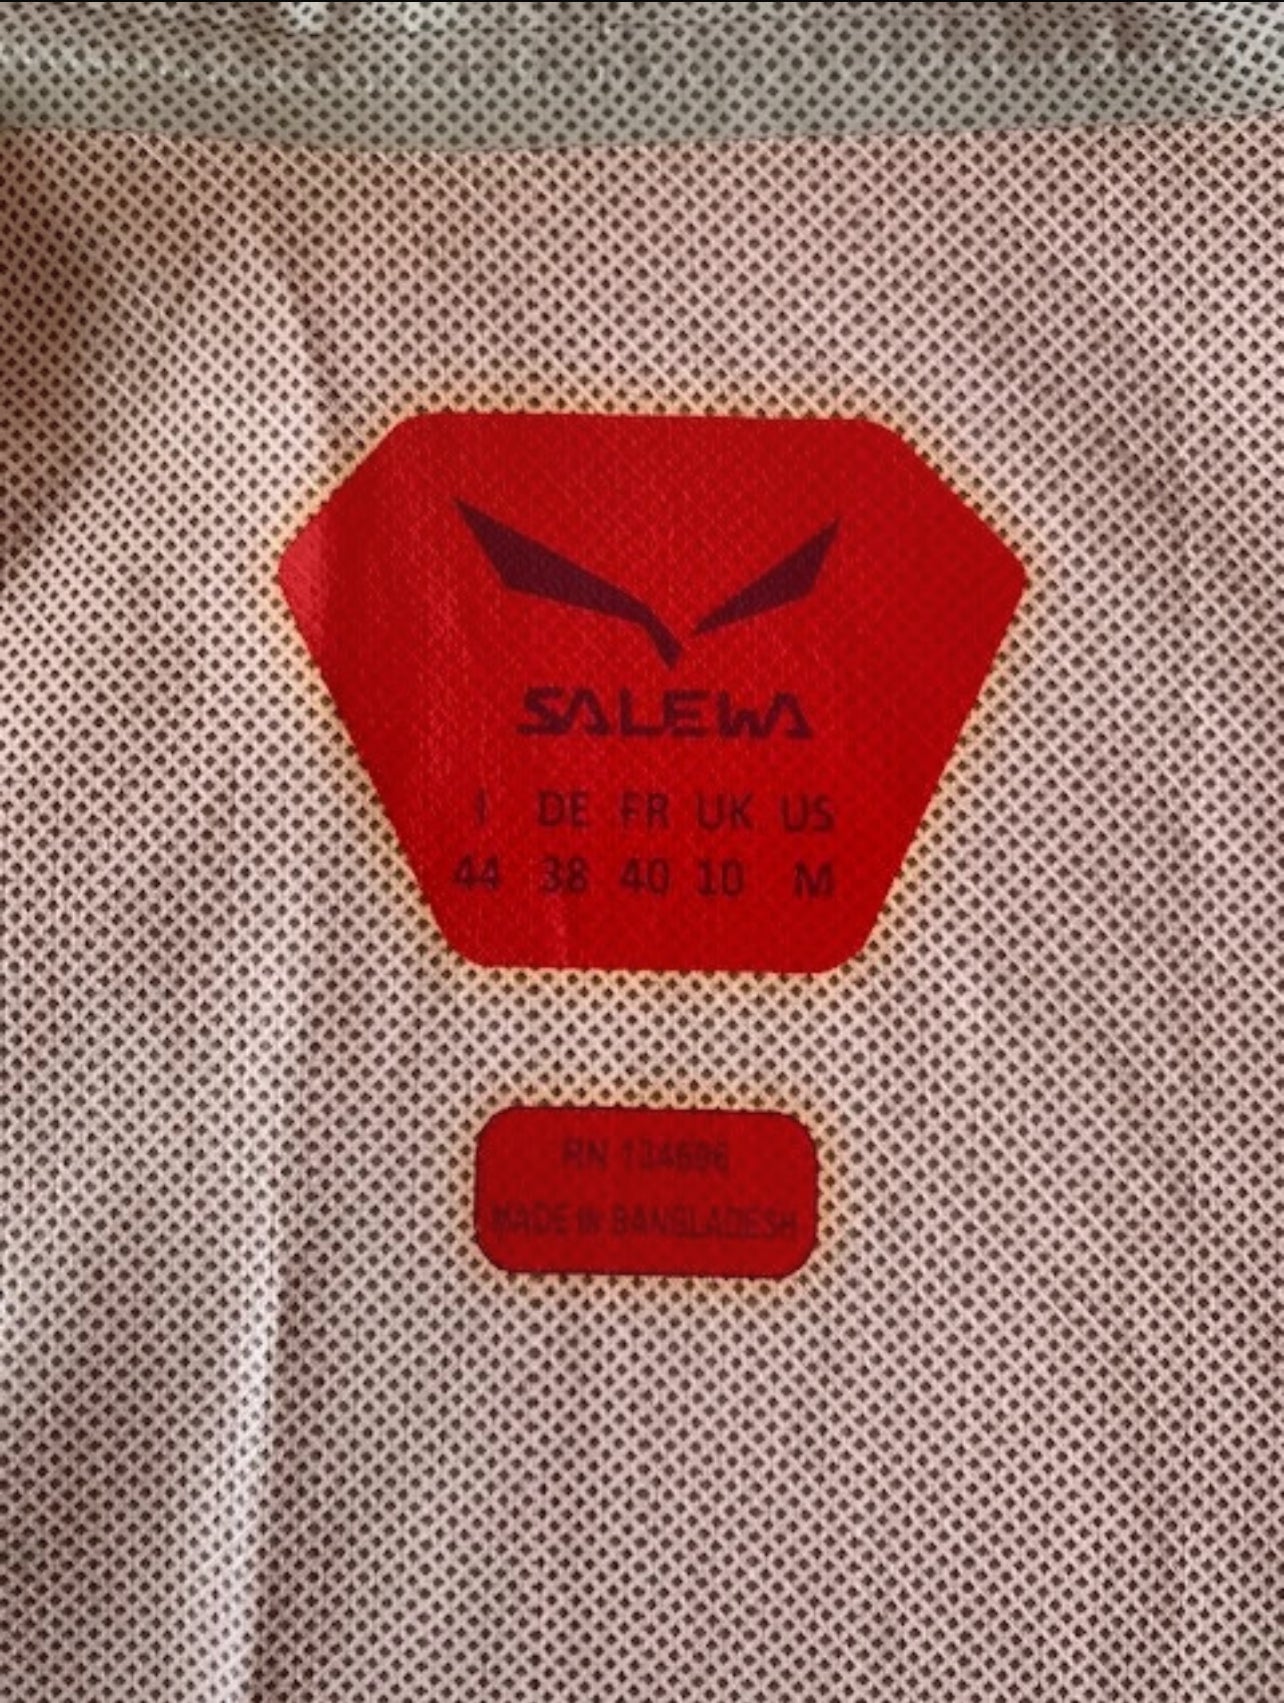 SALEWA
I DE FR UK US
44 38 40 10 M
RN 134696
MADE IN BANGLADESH